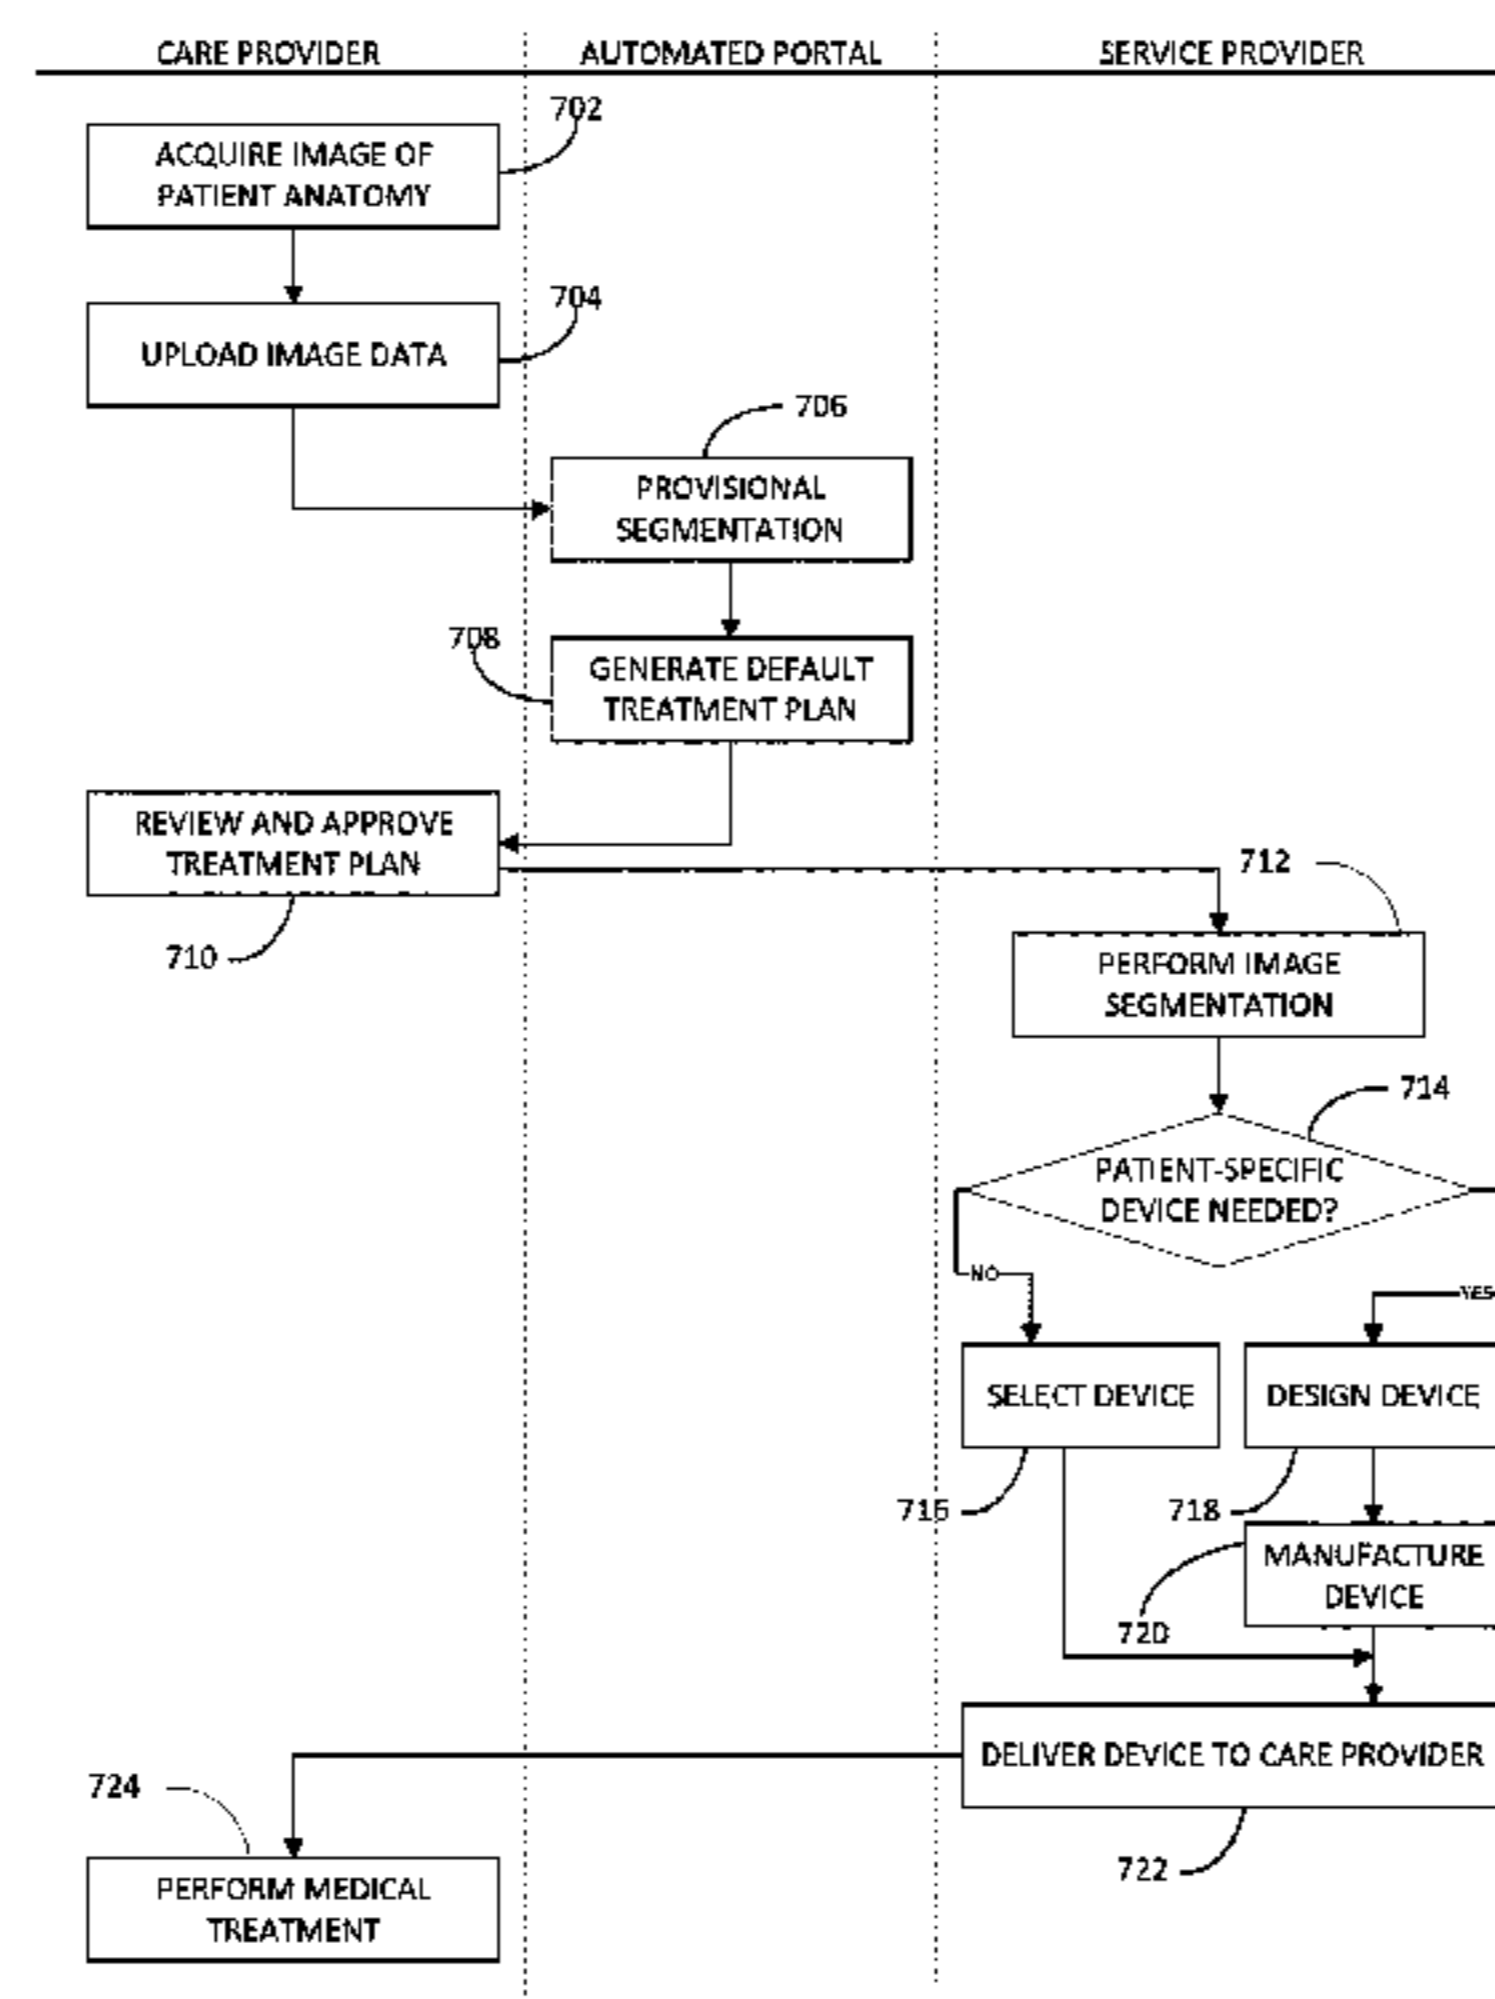 CARE PROVIDER
AUTOMATED PORTAL
SERVICE PROVIDER
702
ACQUIRE IMAGE OF
PATIENT ANATOMY
704
UPLOAD IMAGE DATA
706
PROVISIONAL
SEGMENTATION
708
GENERATE DEFAULT
TREATMENT PLAN
REVIEW AND APPROVE
TREATMENT PLAN
710
712
PERFORM IMAGE
SEGMENTATION
714
PATIENT-SPECIFIC
DEVICE NEEDED?
NO
YES
SELECT DEVICE
DESIGN DEVICE
716
718
MANUFACTURE
DEVICE
720
DELIVER DEVICE TO CARE PROVIDER
724
722
PERFORM MEDICAL
TREATMENT